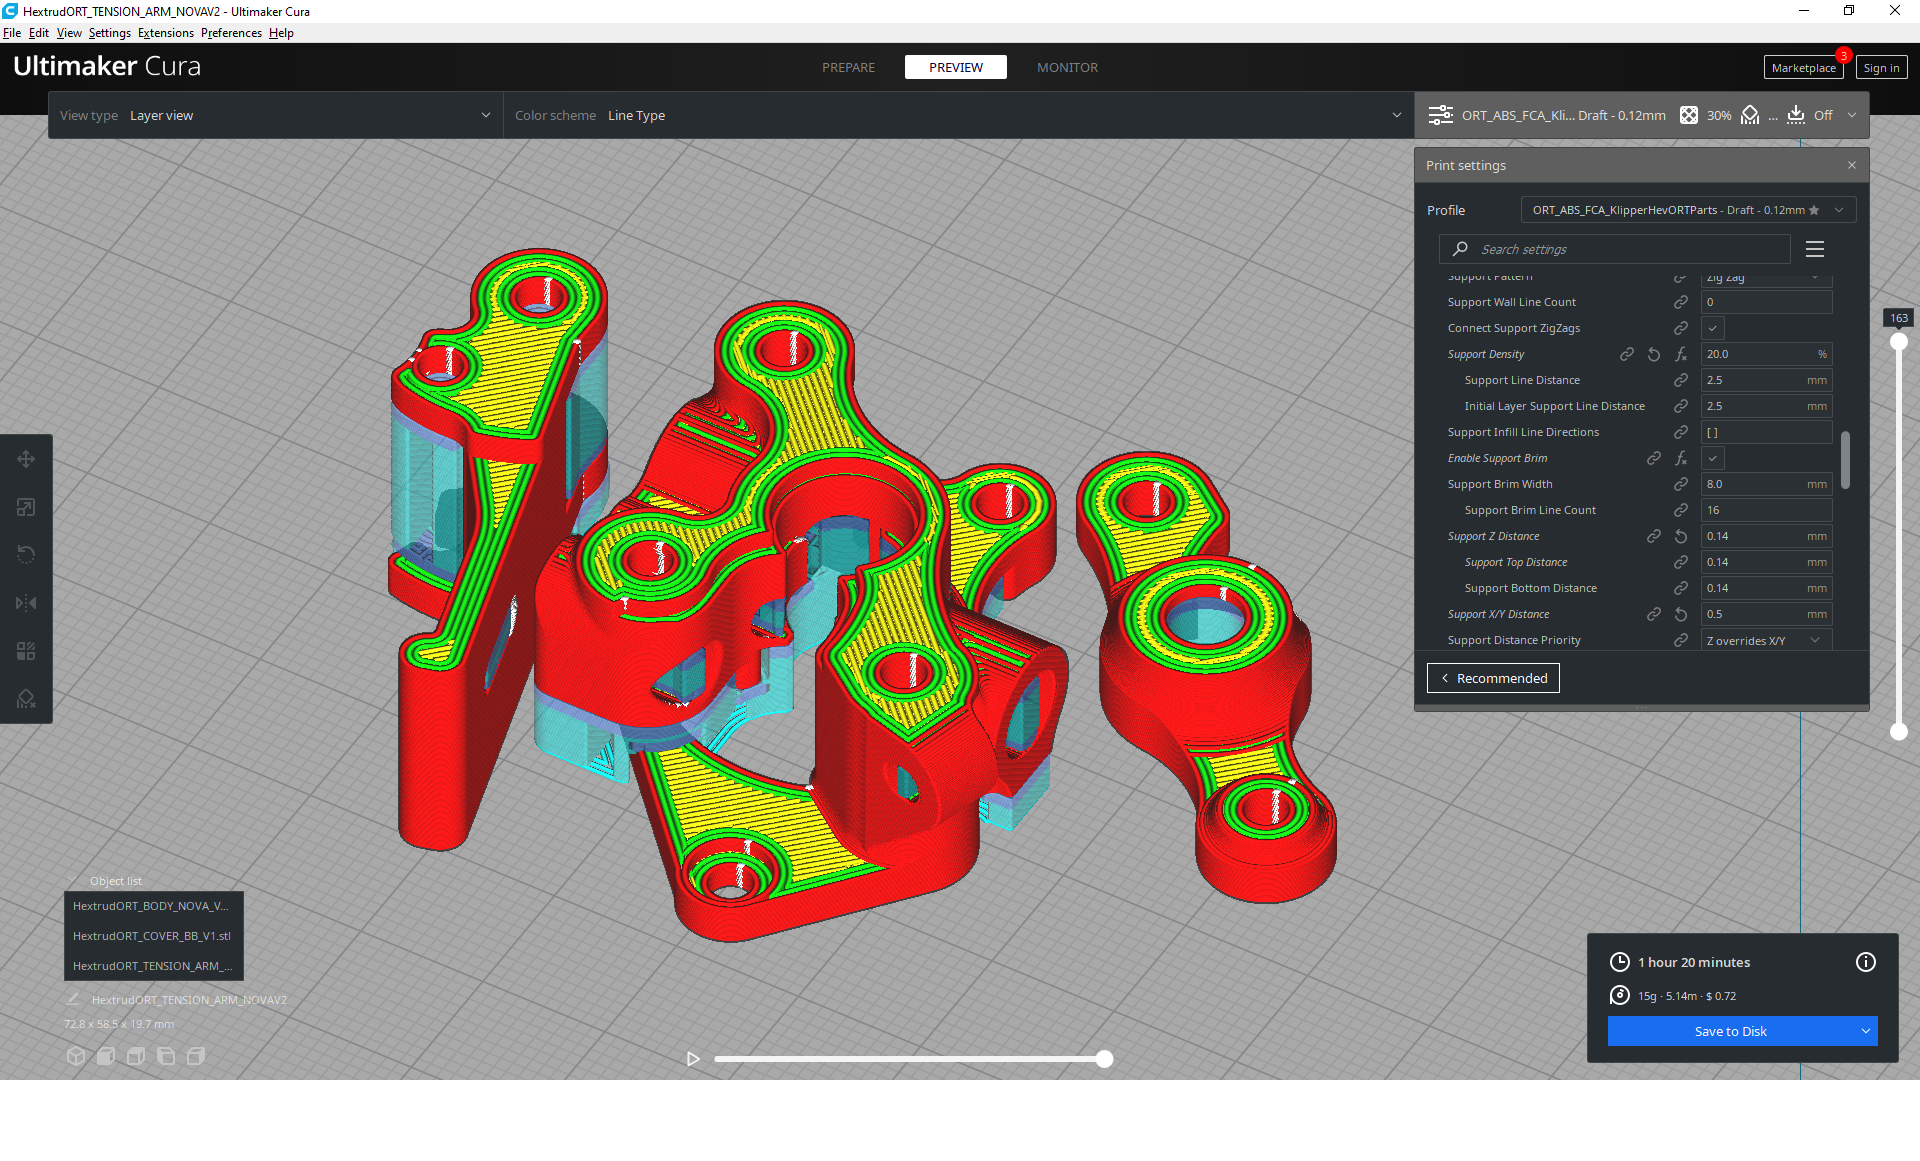 HextrudORT_TENSION_ARM_NOVAV2 - Ultimaker Cura
File Edit View Settings Extensions Preferences Help
Ultimaker Cura
PREPARE
PREVIEW
MONITOR
Marketplace
3
Sign in
View type Layer view
Color scheme Line Type
ORT_ABS_FCA_Kli... Draft - 0.12mm
30%
...
Off
Print settings
Profile
ORT_ABS_FCA_KlipperHevORTParts - Draft - 0.12mm
Search settings
Support Pattern Zig Zag
Support Wall Line Count 0
Connect Support ZigZags
Support Density 20.0 %
Support Line Distance 2.5 mm
Initial Layer Support Line Distance 2.5 mm
Support Infill Line Directions [ ]
Enable Support Brim
Support Brim Width 8.0 mm
Support Brim Line Count 16
Support Z Distance 0.14 mm
Support Top Distance 0.14 mm
Support Bottom Distance 0.14 mm
Support X/Y Distance 0.5 mm
Support Distance Priority Z overrides X/Y
Recommended
163
Object list
HextrudORT_BODY_NOVA_V...
HextrudORT_COVER_BB_V1.stl
HextrudORT_TENSION_ARM_...
HextrudORT_TENSION_ARM_NOVAV2
72.8 x 58.5 x 19.7 mm
1 hour 20 minutes
15g · 5.14m · $ 0.72
Save to Disk